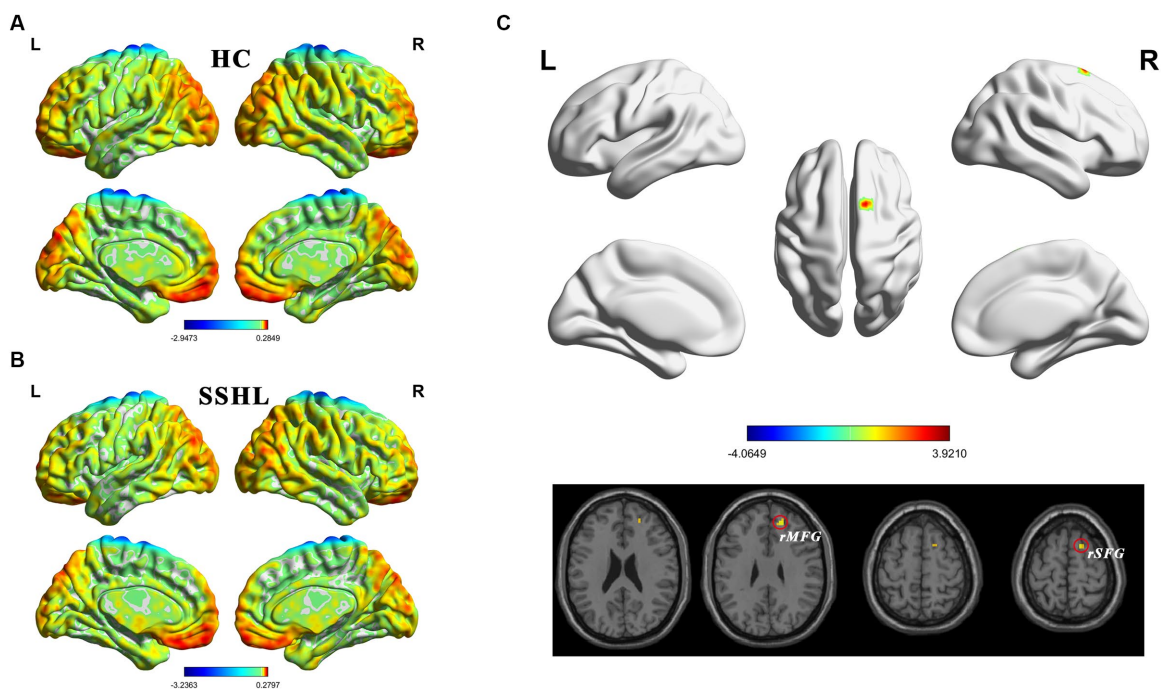 A
L
HC
R
-2.9473
0.2849
B
L
SSHL
R
-3.2363
0.2797
C
L
R
-4.0649
3.9210
rMFG
rSFG